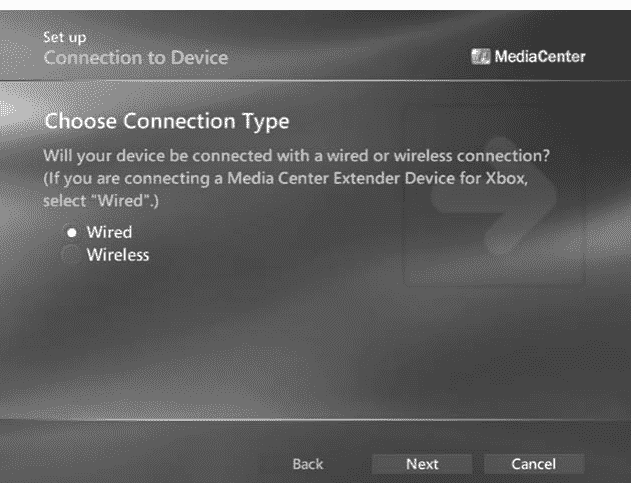 Set up
Connection to Device
MediaCenter
Choose Connection Type
Will your device be connected with a wired or wireless connection?
(If you are connecting a Media Center Extender Device for Xbox,
select "Wired".)
Wired
Wireless
Back Next Cancel